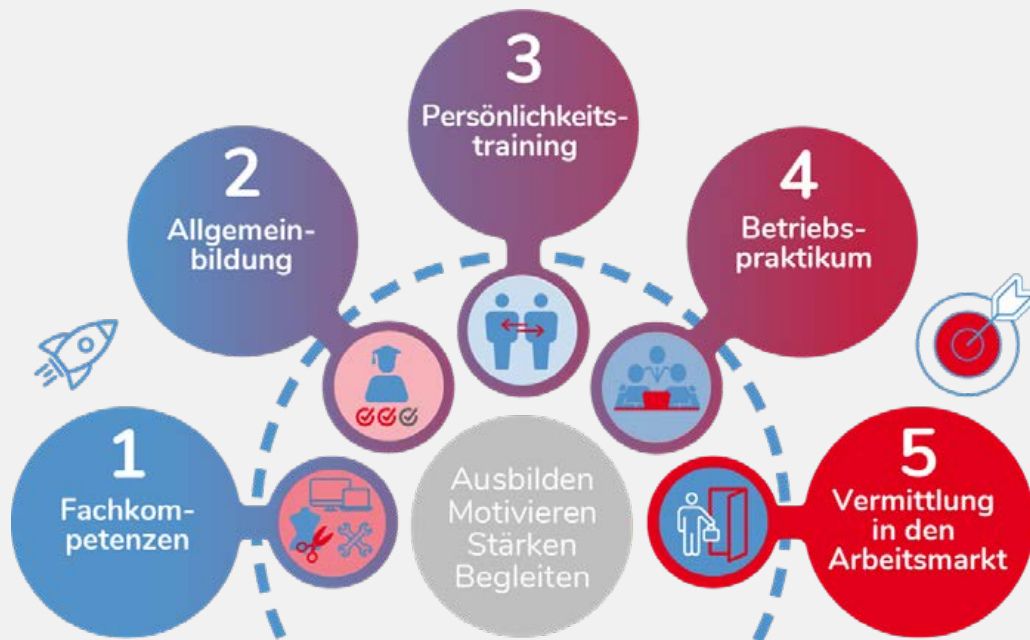 1
Fachkom-
petenzen
2
Allgemein-
bildung
3
Persönlichkeits-
training
4
Betriebs-
praktikum
5
Vermittlung
in den
Arbeitsmarkt
Ausbilden
Motivieren
Stärken
Begleiten